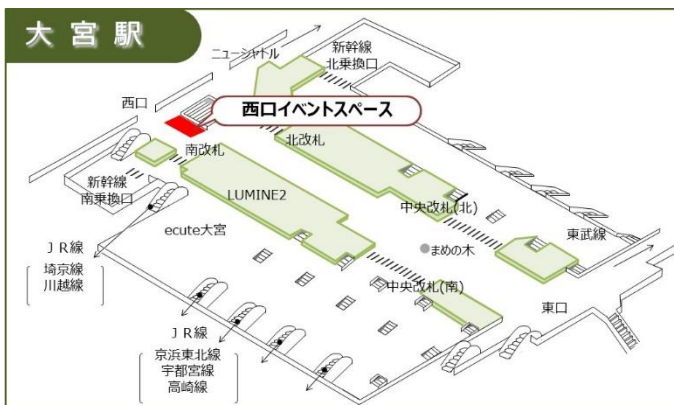 大宮駅
ニューシャトル
新幹線
北乗換口
西口
西口イベントスペース
南改札
北改札
新幹線
南乗換口
LUMINE2
中央改札(北)
ecute大宮
東武線
まめの木
ＪＲ線
埼京線
川越線
中央改札(南)
東口
ＪＲ線
京浜東北線
宇都宮線
高崎線